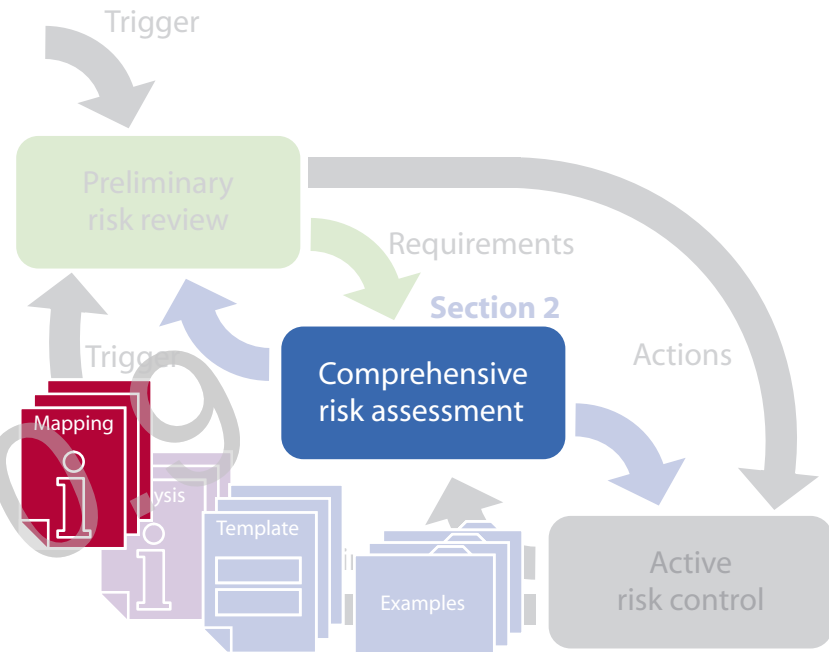 Trigger
Preliminary
risk review
Requirements
Section 2
Trigger
Actions
Comprehensive
risk assessment
Mapping
Template
Examples
Active
risk control